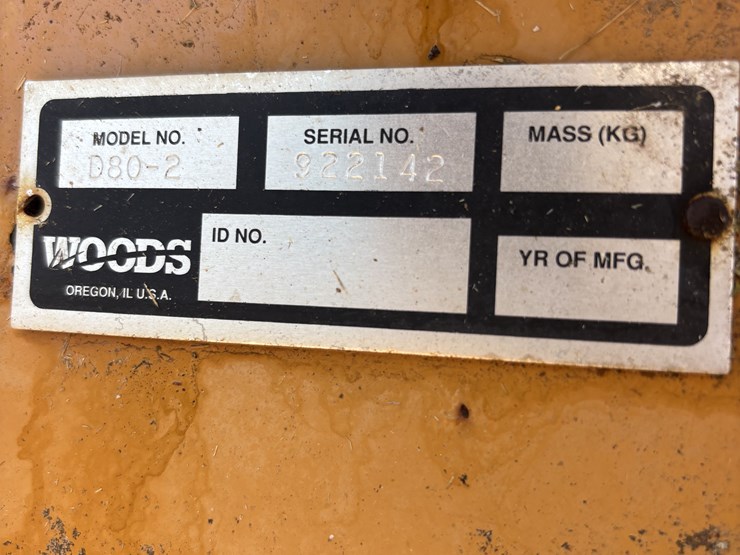 MODEL NO.
D80-2
SERIAL NO.
922142
MASS (KG)
WOODS
OREGON, IL U.S.A.
ID NO.
YR OF MFG.